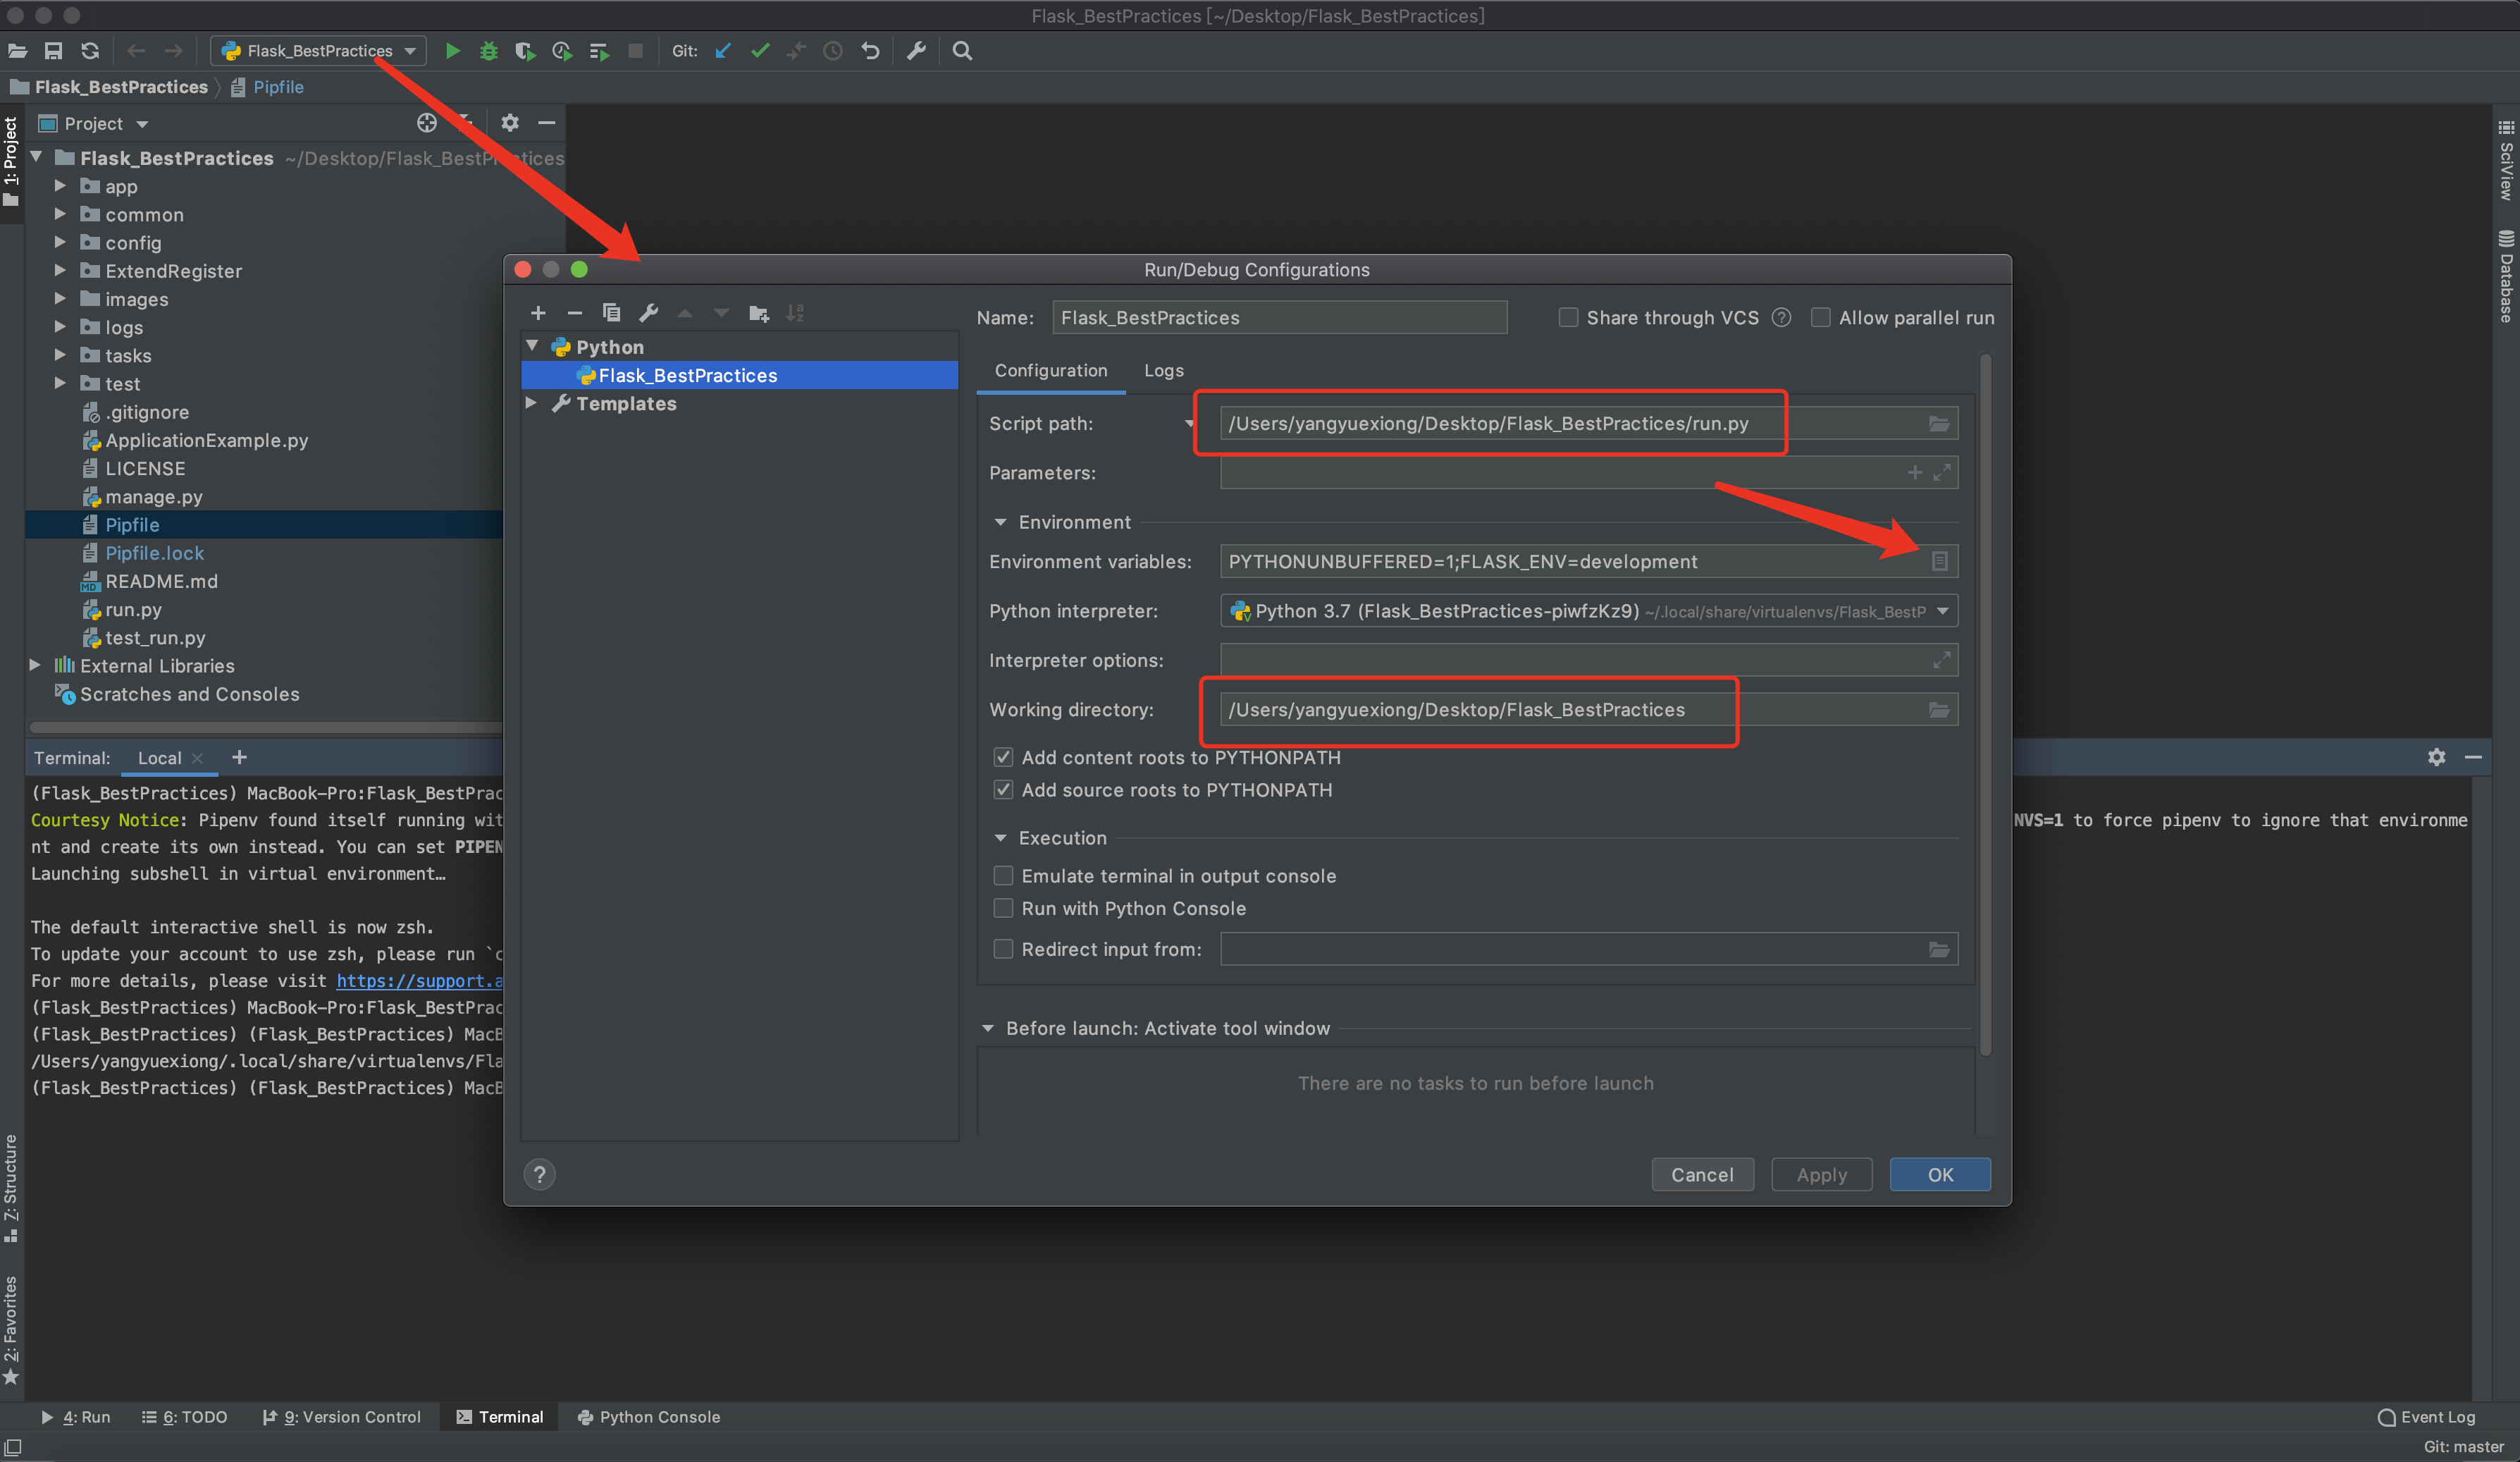 Flask_BestPractices [~/Desktop/Flask_BestPractices]
Flask_BestPractices
Git:
Flask_BestPractices
Pipfile
1: Project
Project
Flask_BestPractices ~/Desktop/Flask_BestPractices
app
common
config
ExtendRegister
images
logs
tasks
test
.gitignore
ApplicationExample.py
LICENSE
manage.py
Pipfile
Pipfile.lock
README.md
run.py
test_run.py
External Libraries
Scratches and Consoles
SciView
Database
Run/Debug Configurations
Python
Flask_BestPractices
Templates
Name:
Flask_BestPractices
Share through VCS
?
Allow parallel run
Configuration
Logs
Script path:
/Users/yangyuexiong/Desktop/Flask_BestPractices/run.py
Parameters:
Environment
Environment variables:
PYTHONUNBUFFERED=1;FLASK_ENV=development
Python interpreter:
Python 3.7 (Flask_BestPractices-piwfzKz9) ~/.local/share/virtualenvs/Flask_BestP
Interpreter options:
Working directory:
/Users/yangyuexiong/Desktop/Flask_BestPractices
Add content roots to PYTHONPATH
Add source roots to PYTHONPATH
Execution
Emulate terminal in output console
Run with Python Console
Redirect input from:
Before launch: Activate tool window
There are no tasks to run before launch
?
Cancel
Apply
OK
Terminal:
Local
(Flask_BestPractices) MacBook-Pro:Flask_BestPrac
Courtesy Notice: Pipenv found itself running wit
NVS=1 to force pipenv to ignore that environme
nt and create its own instead. You can set PIPEN
Launching subshell in virtual environment…
The default interactive shell is now zsh.
To update your account to use zsh, please run `c
For more details, please visit https://support.a
(Flask_BestPractices) MacBook-Pro:Flask_BestPrac
(Flask_BestPractices) (Flask_BestPractices) MacB
/Users/yangyuexiong/.local/share/virtualenvs/Fla
(Flask_BestPractices) (Flask_BestPractices) MacB
Z: Structure
2: Favorites
4: Run
6: TODO
9: Version Control
Terminal
Python Console
Event Log
Git: master